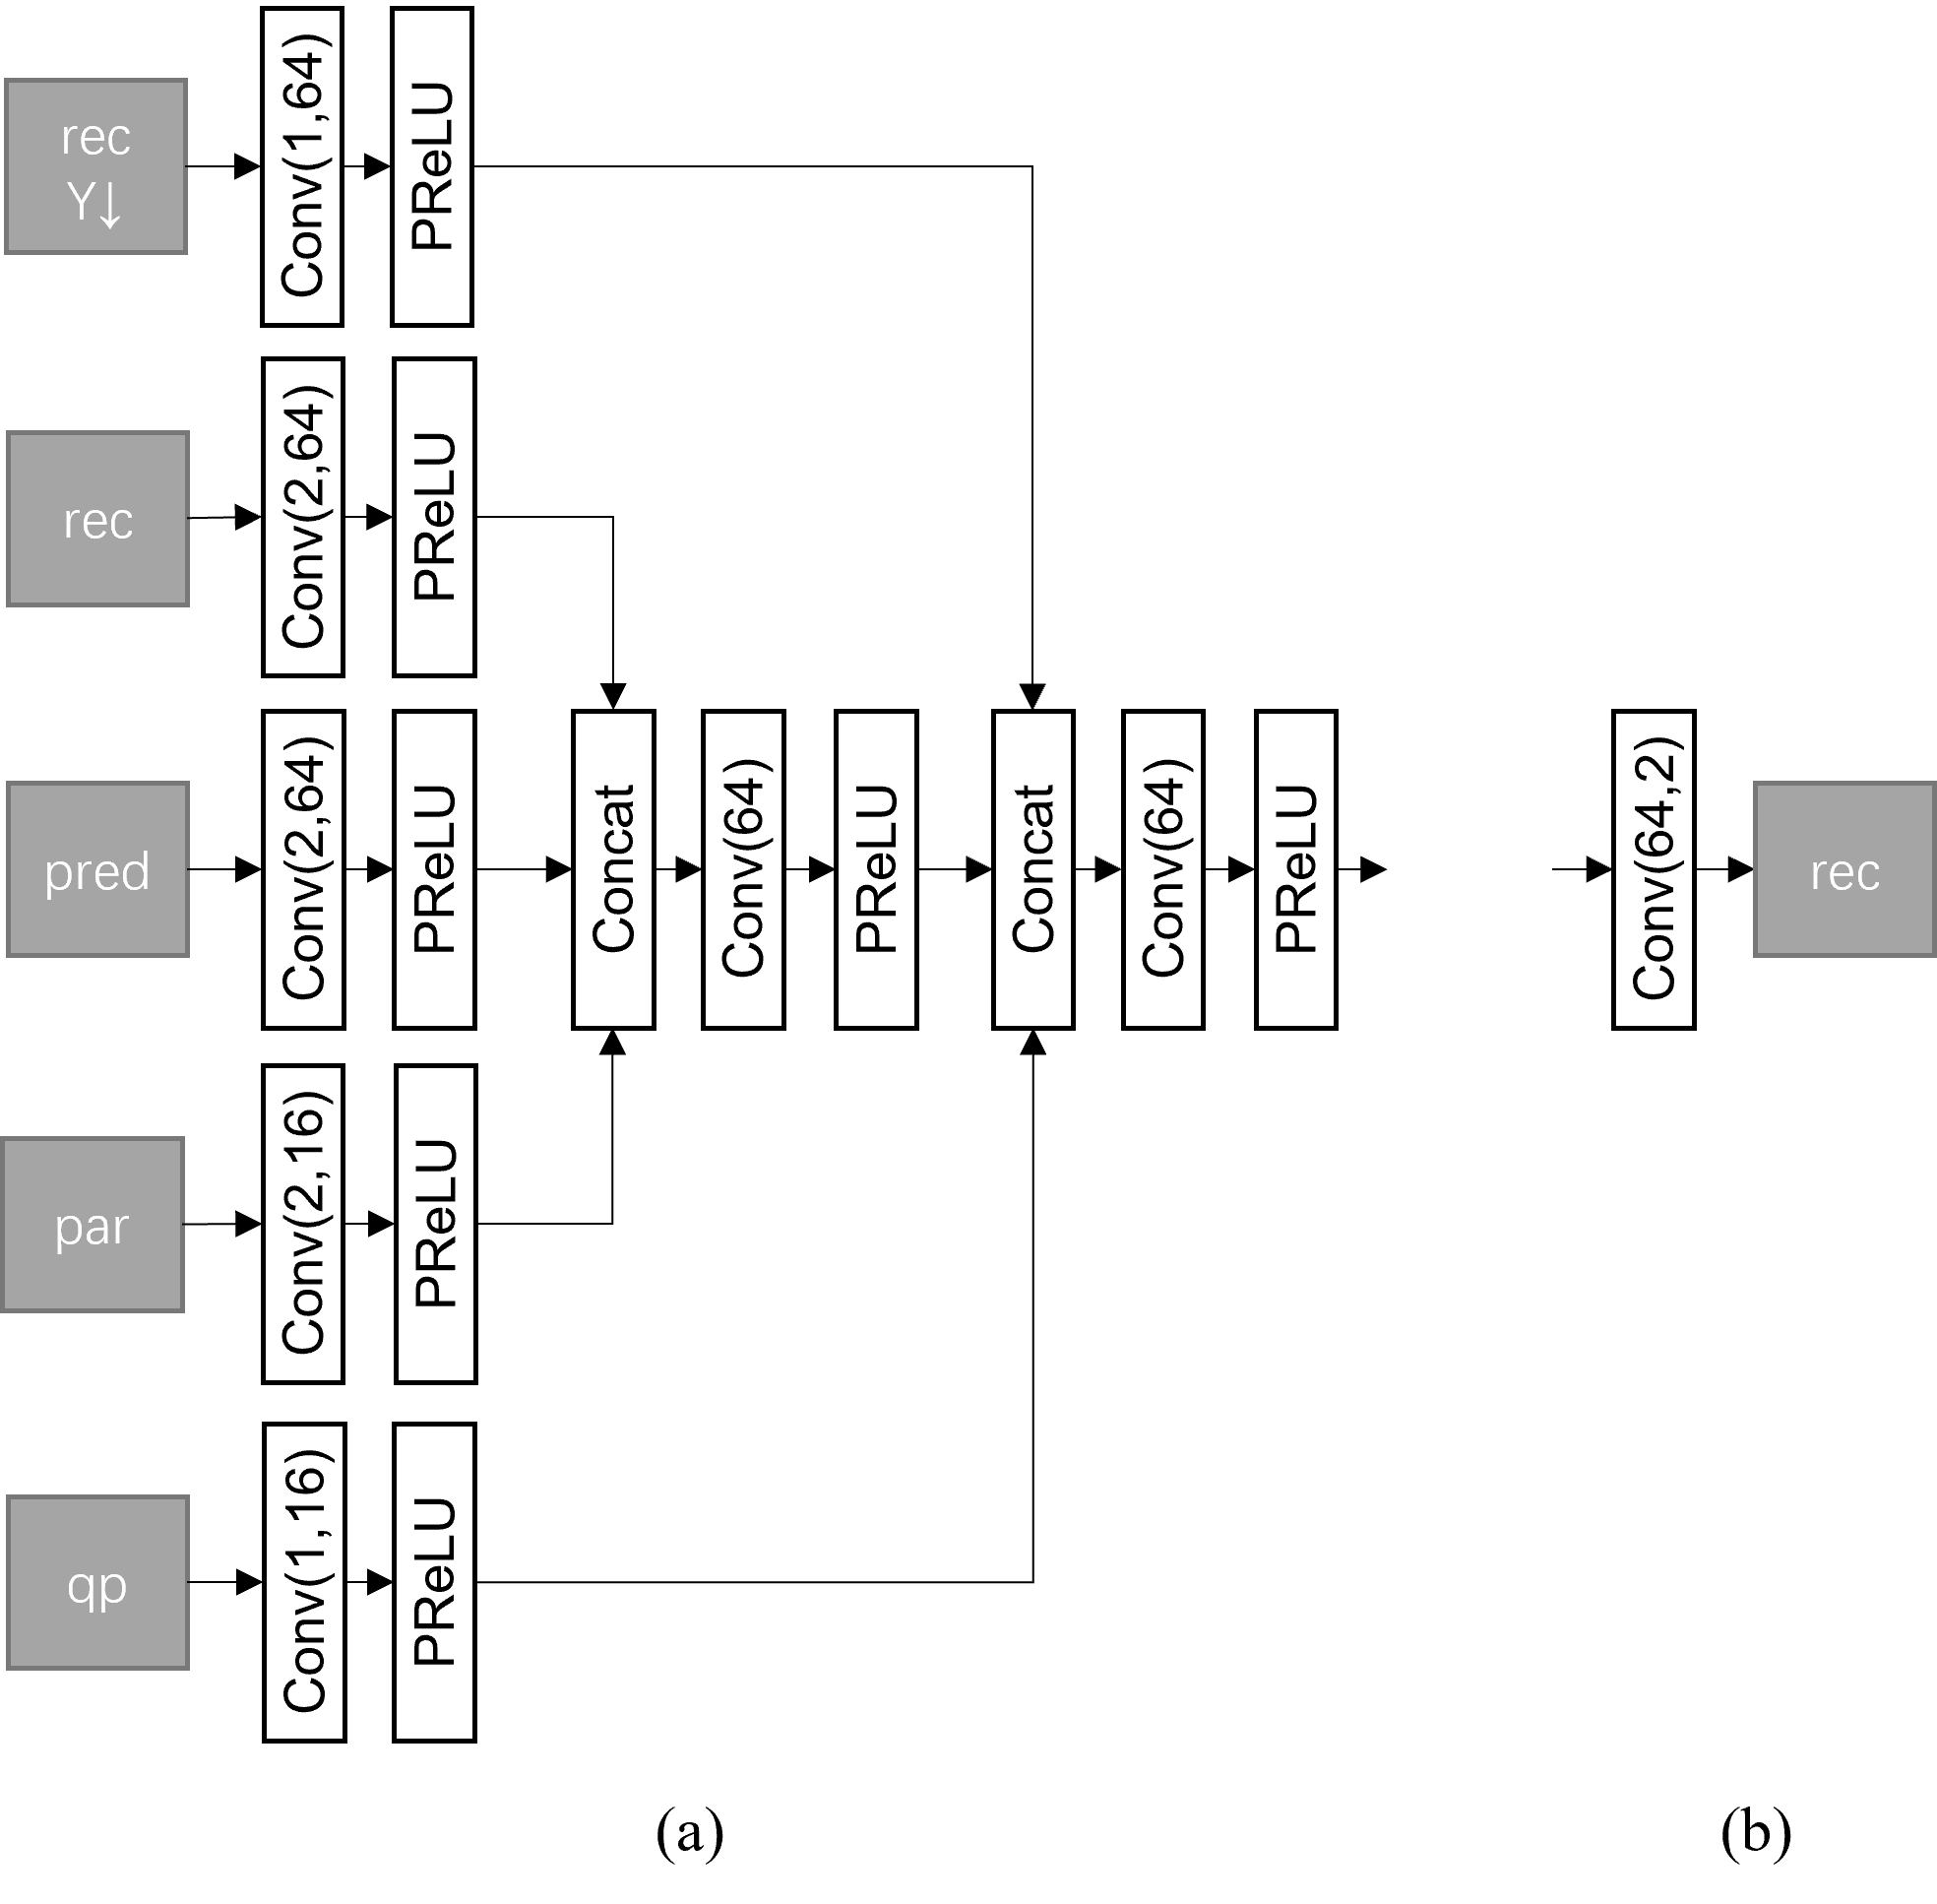 rec
Y↓
Conv(1,64)
PReLU
rec
Conv(2,64)
PReLU
pred
Conv(2,64)
PReLU
Concat
Conv(64)
PReLU
Concat
Conv(64)
PReLU
Conv(64,2)
rec
par
Conv(2,16)
PReLU
qp
Conv(1,16)
PReLU
(a)
(b)